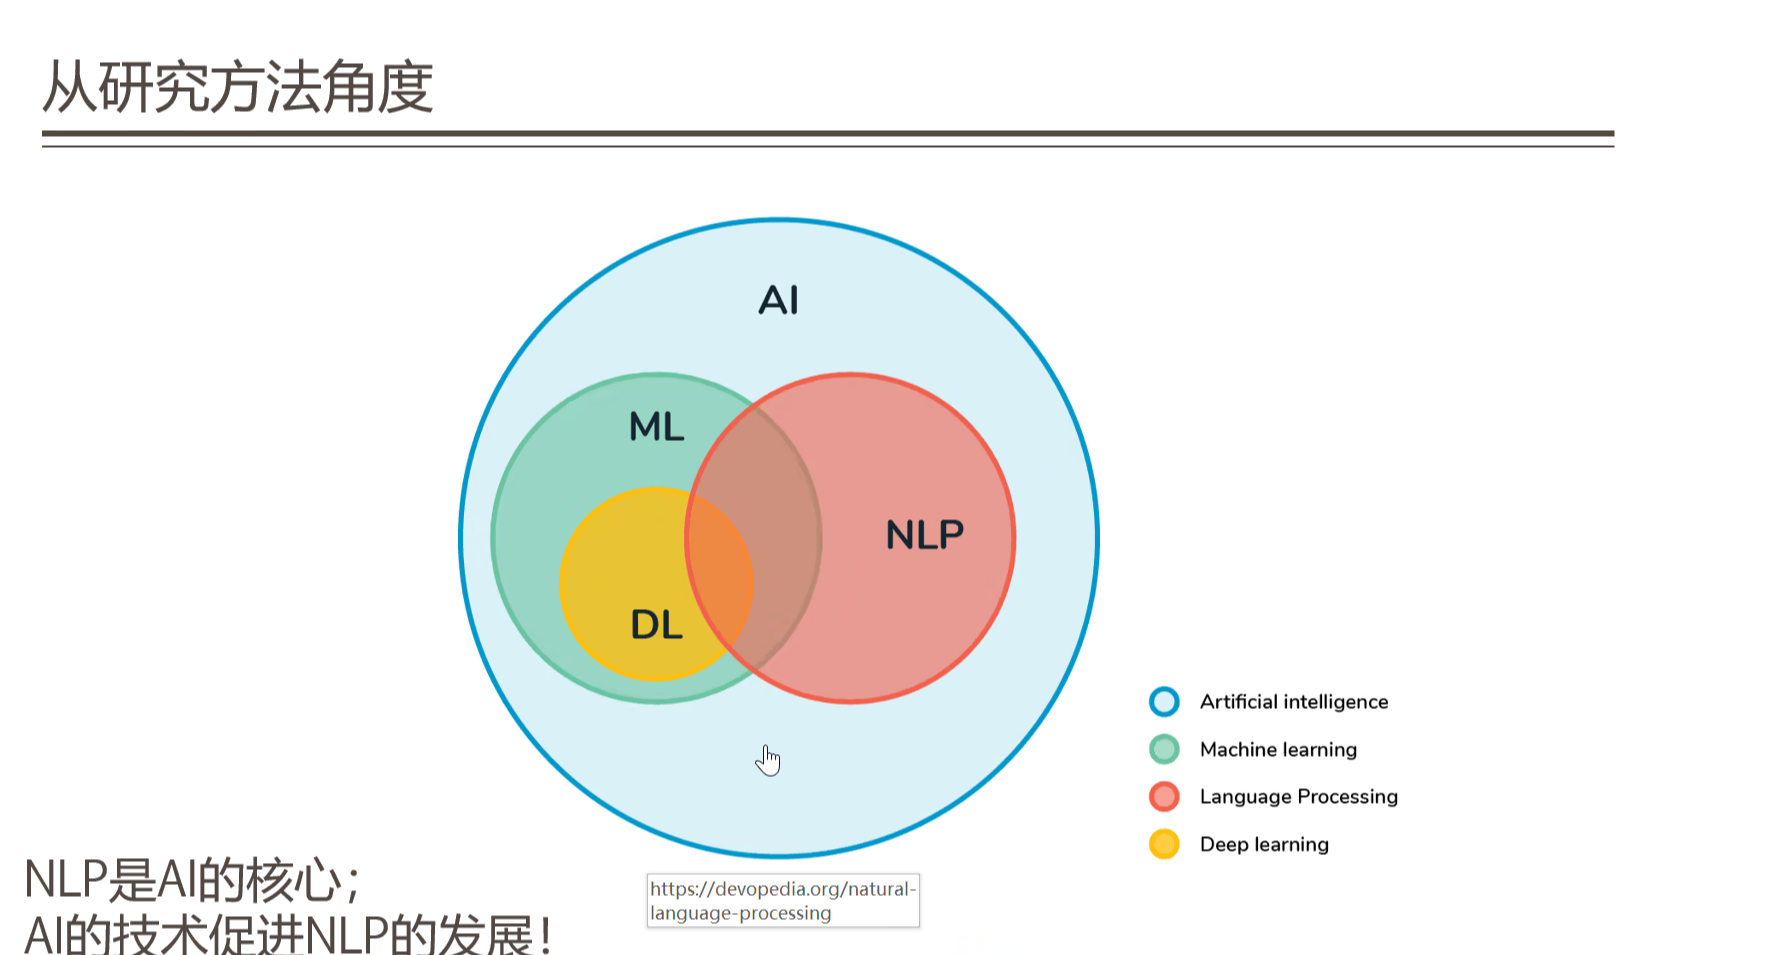 从研究方法角度
AI
ML
NLP
DL
Artificial intelligence
Machine learning
Language Processing
Deep learning
NLP是AI的核心；
AI的技术促进NLP的发展！
https://devopedia.org/natural-
language-processing